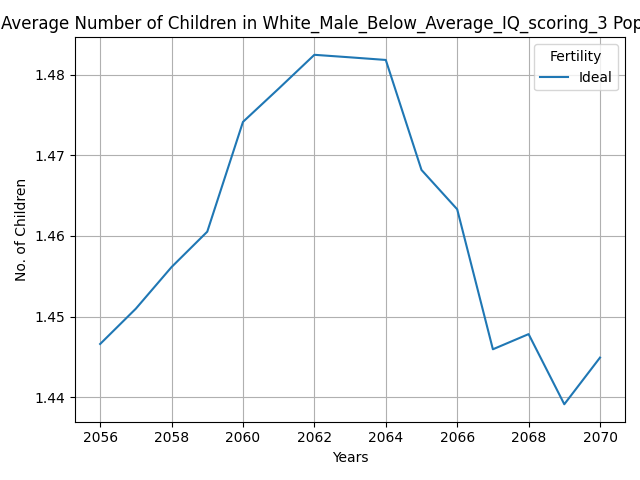 Average Number of Children in White_Male_Below_Average_IQ_scoring_3 Pop
Fertility
Ideal
No. of Children
1.48
1.47
1.46
1.45
1.44
2056 2058 2060 2062 2064 2066 2068 2070
Years